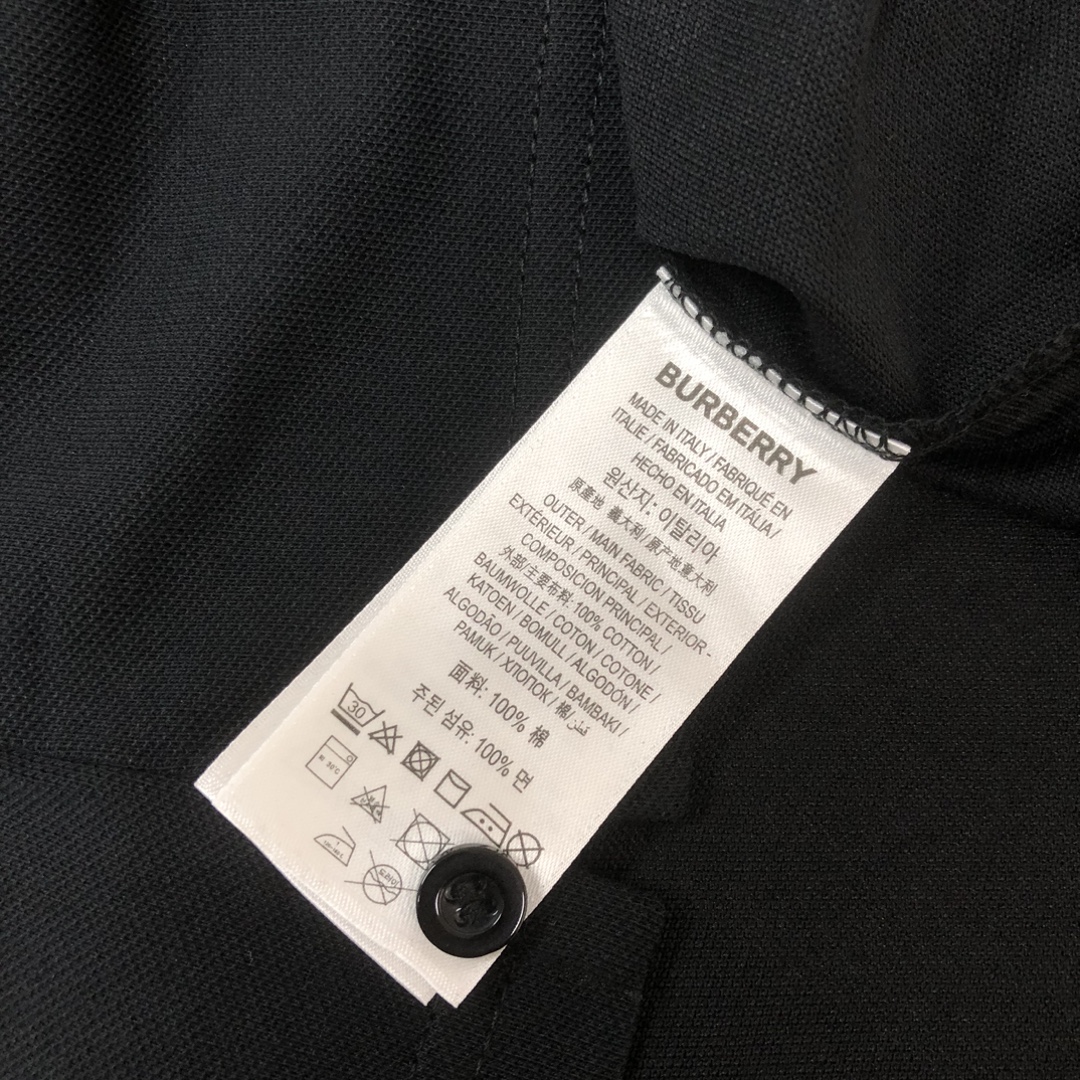 BURBERRY
MADE IN ITALY / FABRIQUÉ EN
ITALIE / FABRICADO EM ITÁLIA /
HECHO EN ITALIA
원산지: 이탈리아
原產地 義大利 / 原产地 意大利
OUTER / MAIN FABRIC / TISSU
EXTÉRIEUR / PRINCIPAL / EXTERIOR -
COMPOSICION PRINCIPAL /
外部/主要布料: 100% COTTON /
BAUMWOLLE / COTON / COTONE /
KATOEN / BOMULL / ALGODÓN /
ALGODÃO / PUUVILLA / BAMBAKI /
PAMUK / ХЛОПОК / 棉 / قطن
面料: 100% 棉
주된 섬유: 100% 면
30